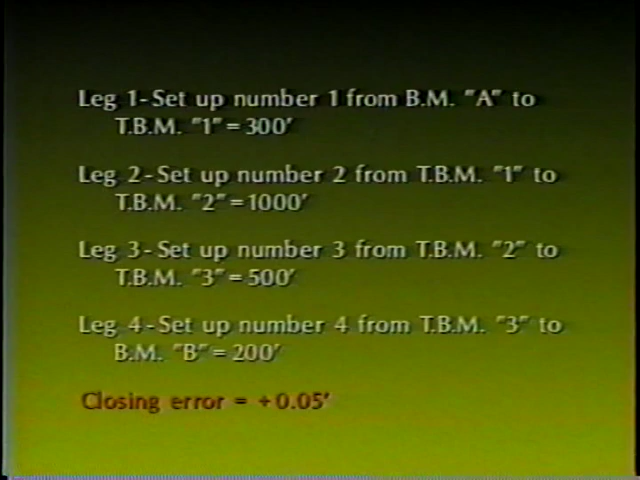 Leg 1-Set up number 1 from B.M. "A" to
T.B.M. "1"=300'
Leg 2-Set up number 2 from T.B.M. "1" to
T.B.M. "2"=1000'
Leg 3-Set up number 3 from T.B.M. "2" to
T.B.M. "3"=500'
Leg 4-Set up number 4 from T.B.M. "3" to
B.M. "B"=200'
Closing error = +0.05'